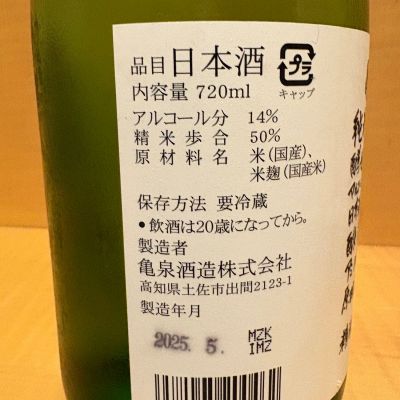 品目 日本酒
プラ
キャップ
内容量 720ml
アルコール分 14%
精米歩合 50%
原材料名 米(国産)、
米麹(国産米)
保存方法 要冷蔵
•飲酒は20歳になってから。
製造者
亀泉酒造株式会社
高知県土佐市出間2123-1
製造年月
2025. 5.
MZK
IMZ